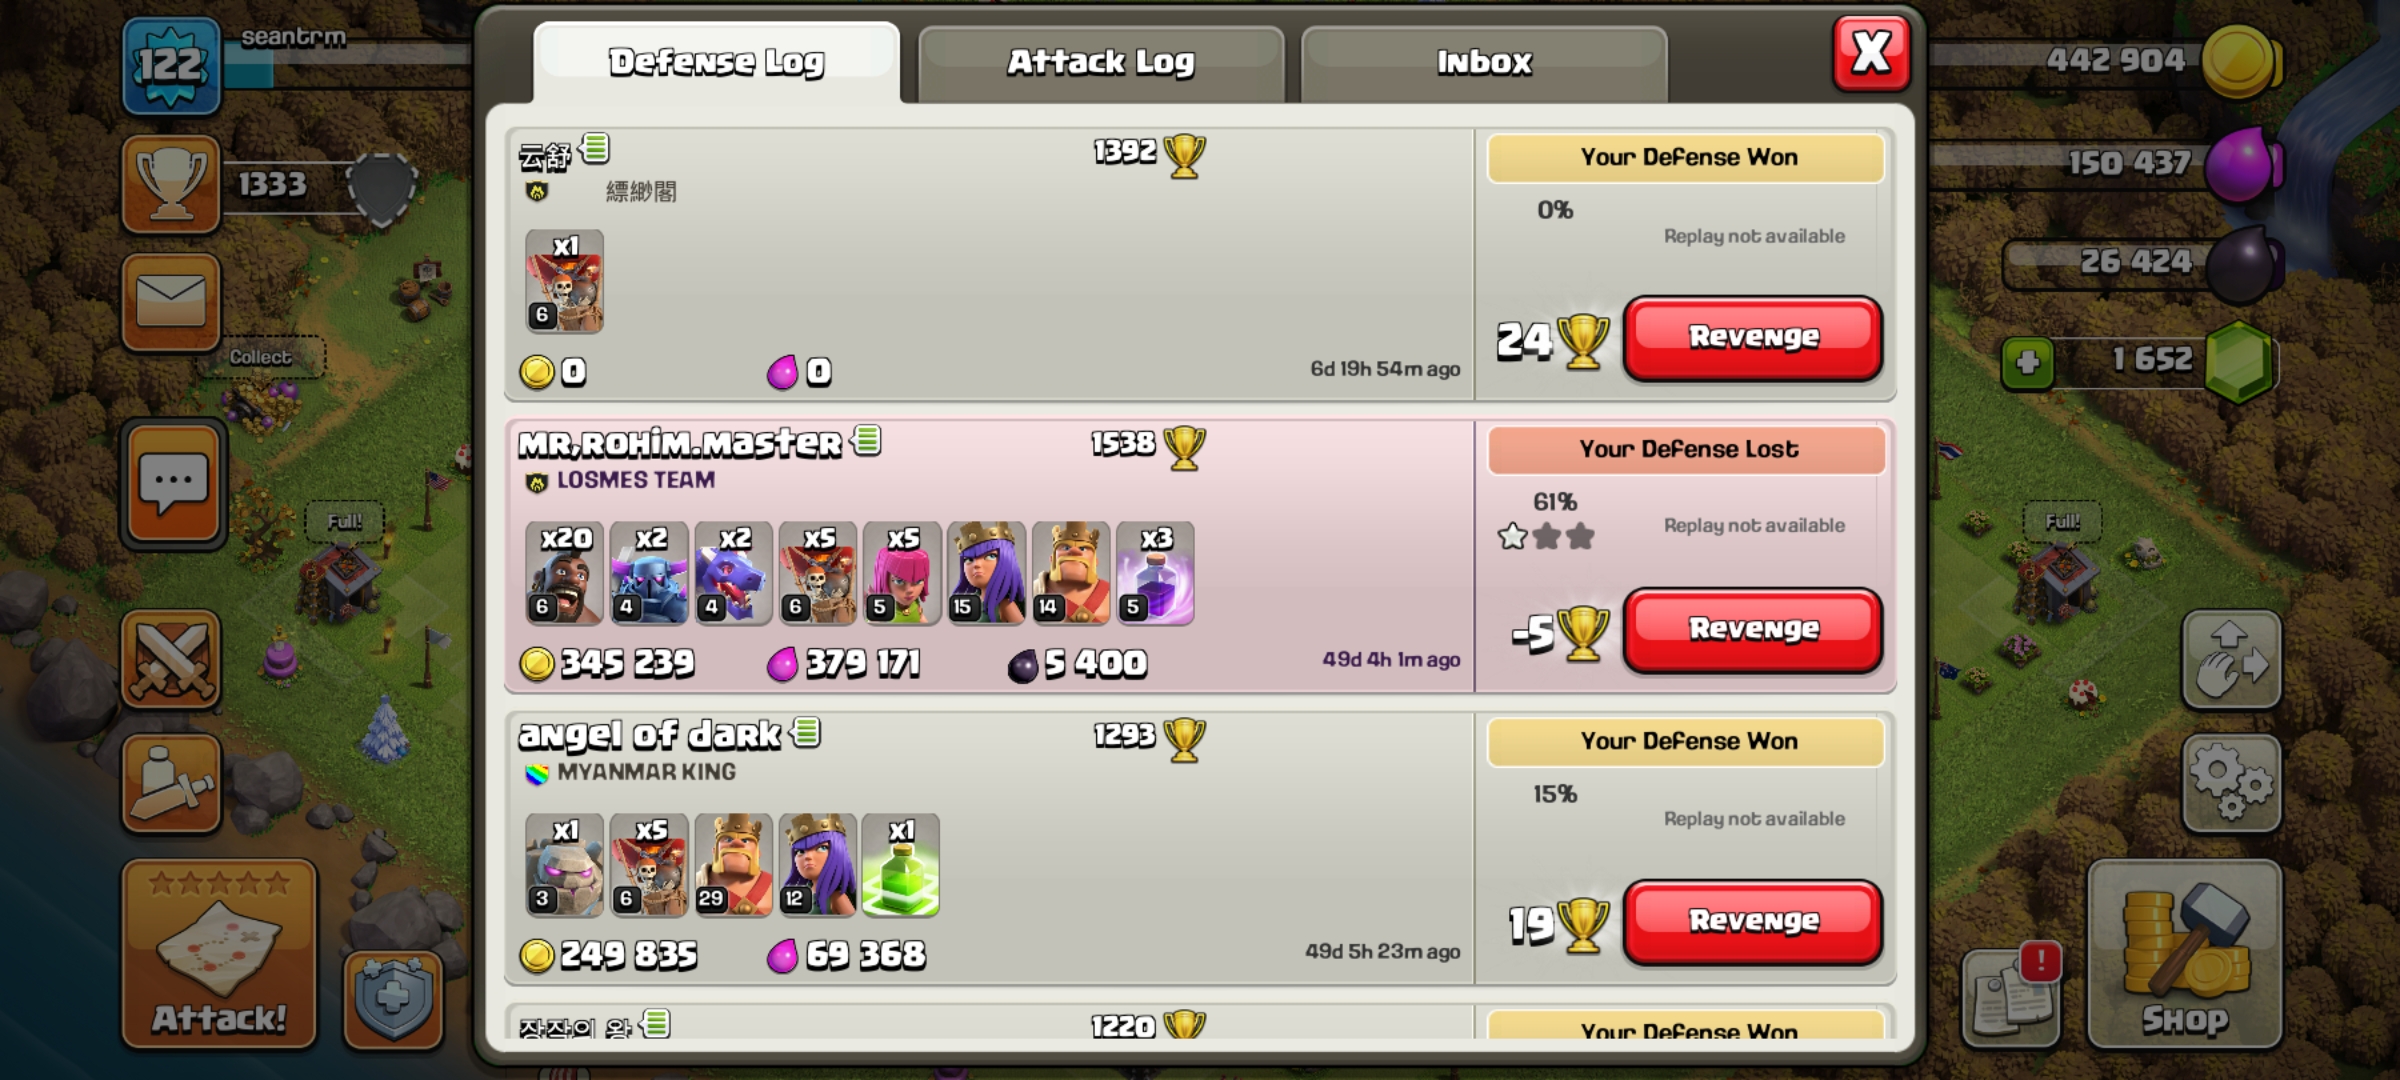 122
seantrm
1333
Collect
Full!
Attack!
Defense Log
Attack Log
Inbox
X
云舒
1392
縹緲閣
x1
6
0
0
6d 19h 54m ago
Your Defense Won
0%
Replay not available
24
Revenge
MR,ROHiM.Master
1538
LOSMES TEAM
x20
x2
x2
x5
x5
x3
6
4
4
6
5
15
14
5
345 239
379 171
5 400
49d 4h 1m ago
Your Defense Lost
61%
Replay not available
-5
Revenge
angel of dark
1293
MYANMAR KING
x1
x5
x1
3
6
29
12
249 835
69 368
49d 5h 23m ago
Your Defense Won
15%
Replay not available
19
Revenge
1220
Your Defense Won
442 904
150 437
26 424
1 652
Full!
!
Shop